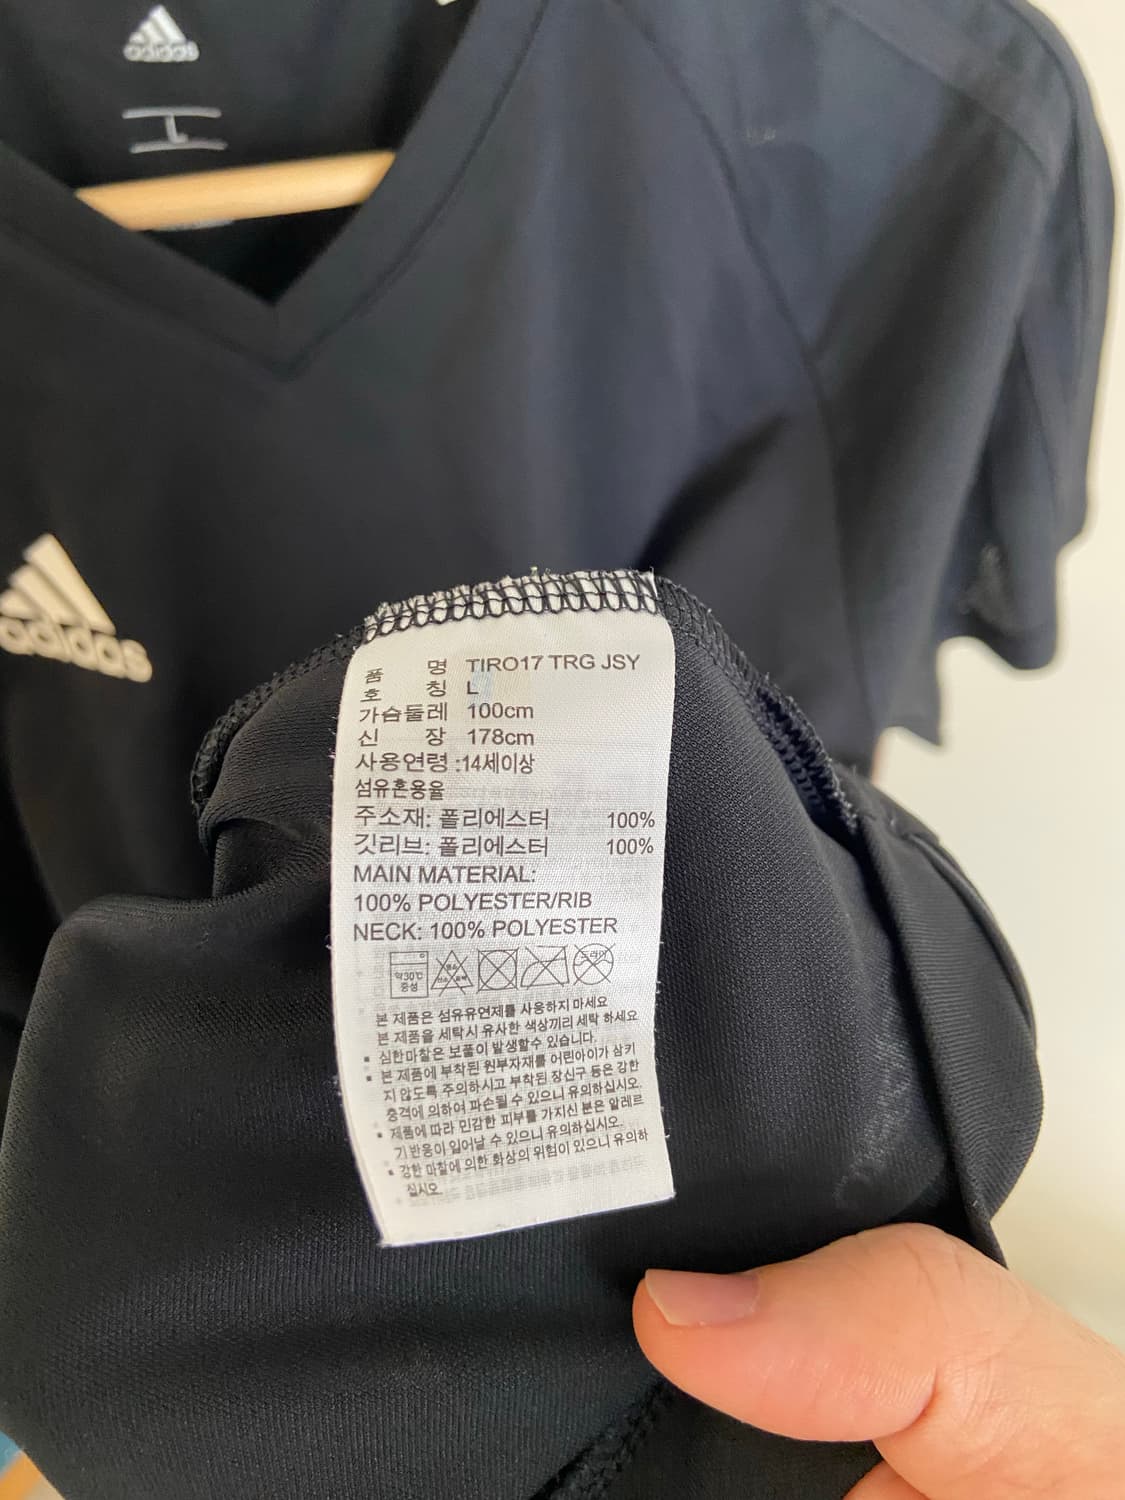 adidas
L
adidas
품 명 TIRO17 TRG JSY
호 칭 L
가슴둘레 100cm
신 장 178cm
사용연령 :14세이상
섬유혼용율
주소재: 폴리에스터 100%
깃리브: 폴리에스터 100%
MAIN MATERIAL:
100% POLYESTER/RIB
NECK: 100% POLYESTER
약30℃
중성
드라이
본 제품은 섬유유연제를 사용하지 마세요
본 제품을 세탁시 유사한 색상끼리 세탁 하세요
▪ 심한마찰은 보풀이 발생할수 있습니다.
▪ 본 제품에 부착된 원부자재를 어린아이가 삼키
지 않도록 주의하시고 부착된 장신구 등은 강한
충격에 의하여 파손될 수 있으니 유의하십시오.
▪ 제품에 따라 민감한 피부를 가지신 분은 알레르
기 반응이 일어날 수 있으니 유의하십시오.
▪ 강한 마찰에 의한 화상의 위험이 있으니 유의하
십시오.